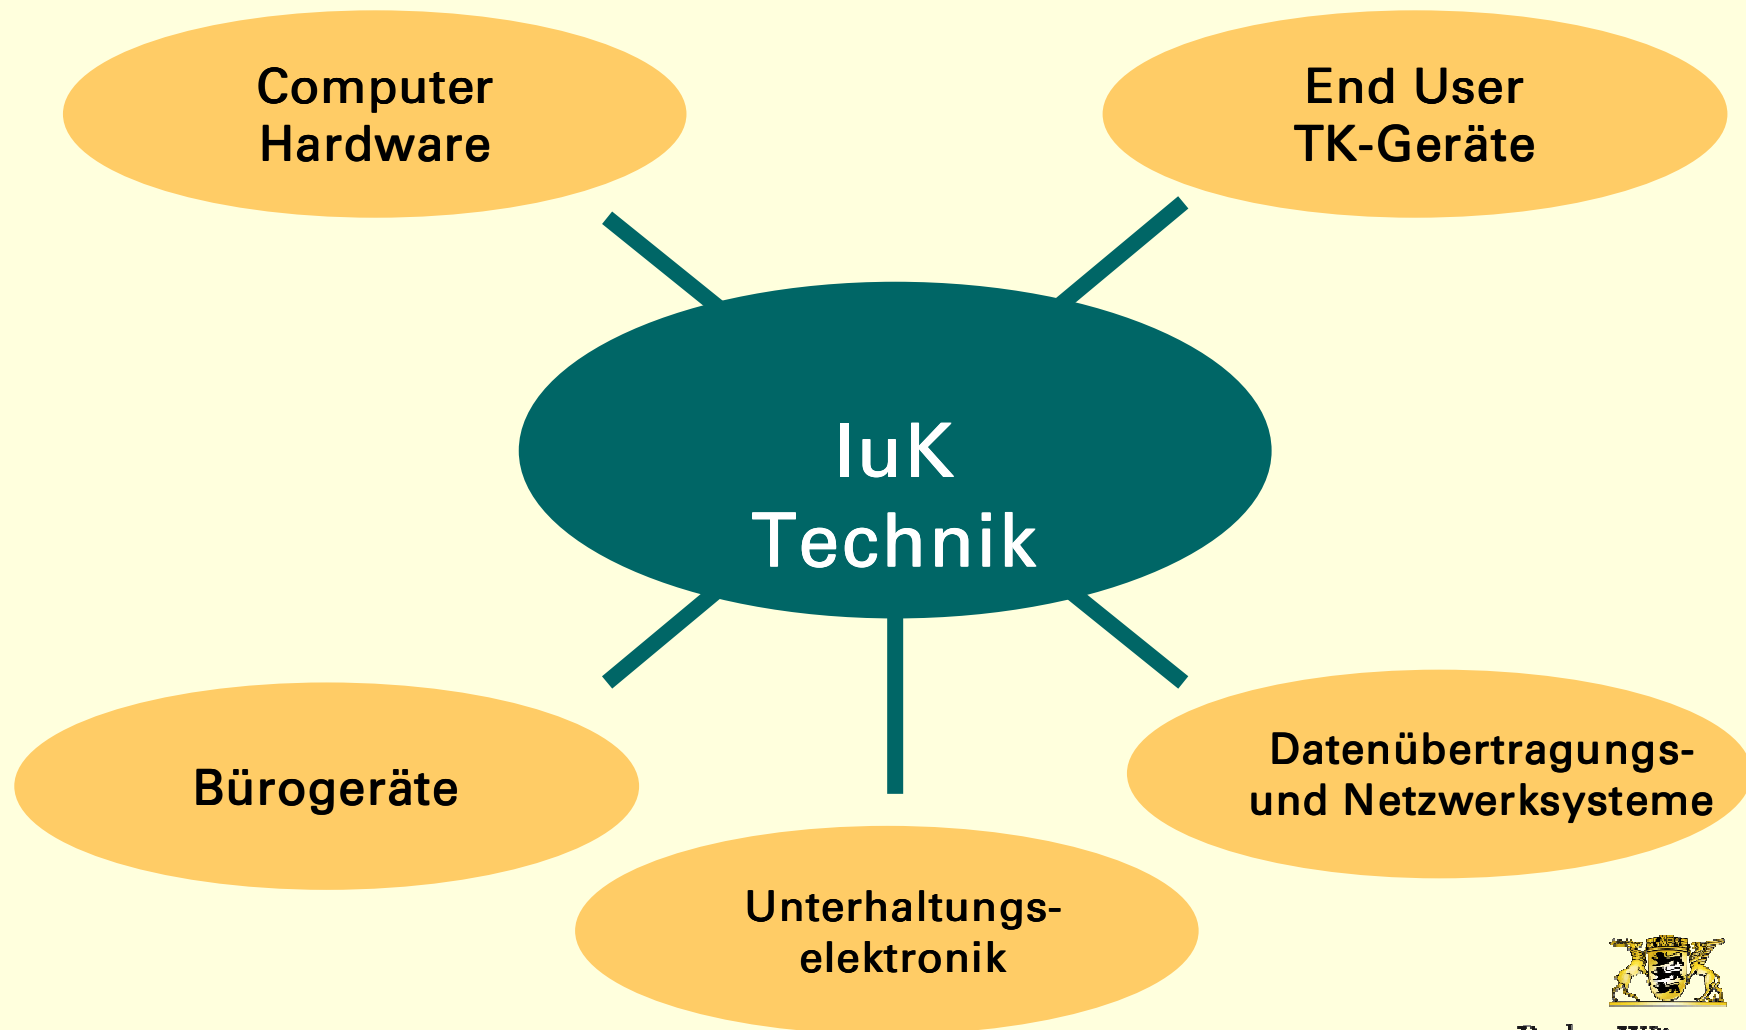 Computer
Hardware
End User
TK-Geräte
IuK
Technik
Bürogeräte
Datenübertragungs-
und Netzwerksysteme
Unterhaltungs-
elektronik